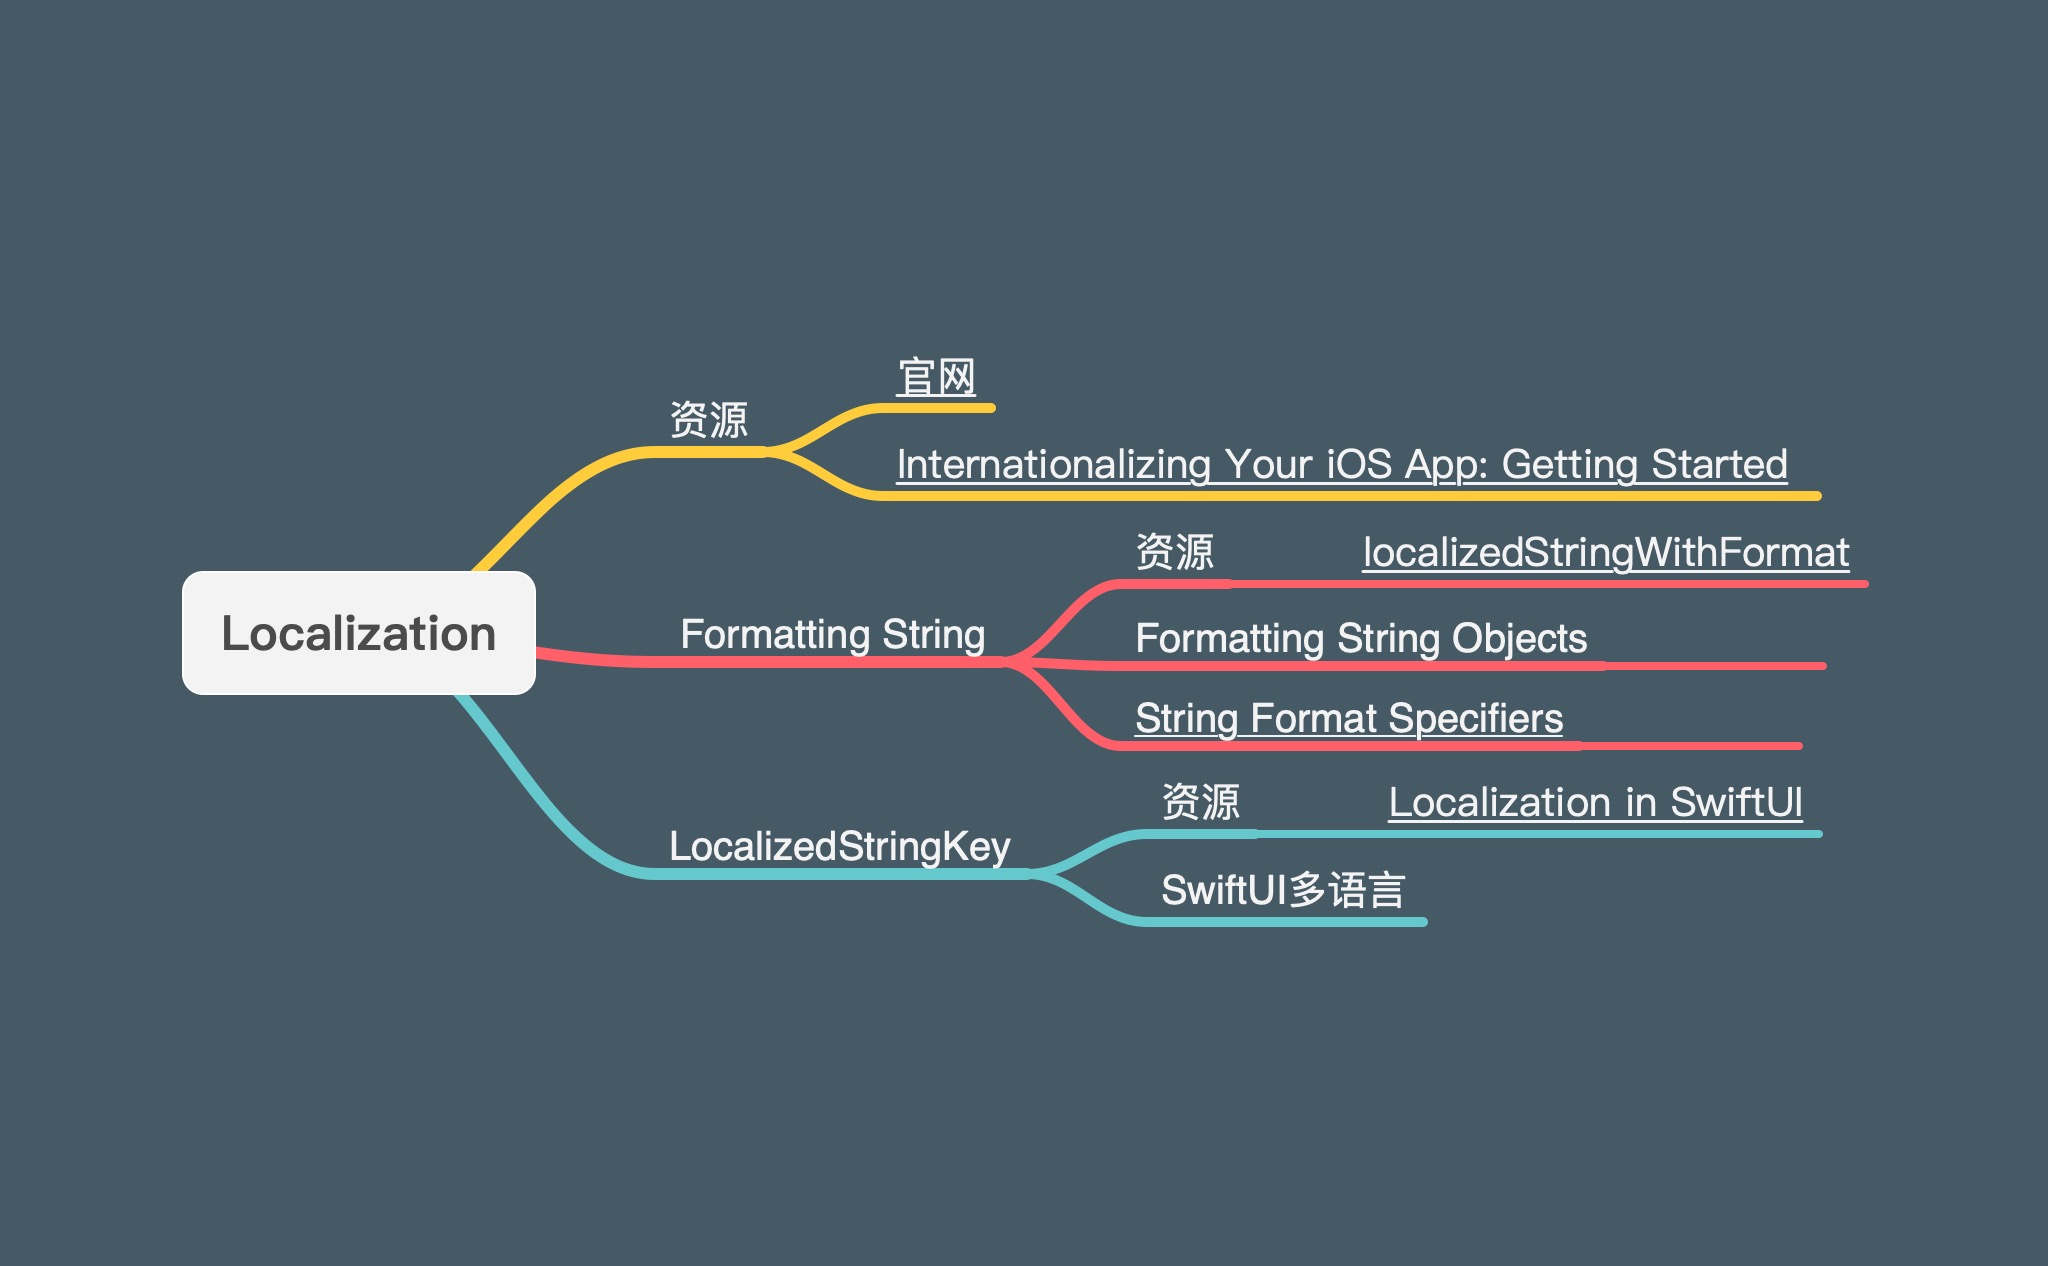 Localization
资源
官网
Internationalizing Your iOS App: Getting Started
Formatting String
资源
localizedStringWithFormat
Formatting String Objects
String Format Specifiers
LocalizedStringKey
资源
Localization in SwiftUI
SwiftUI多语言